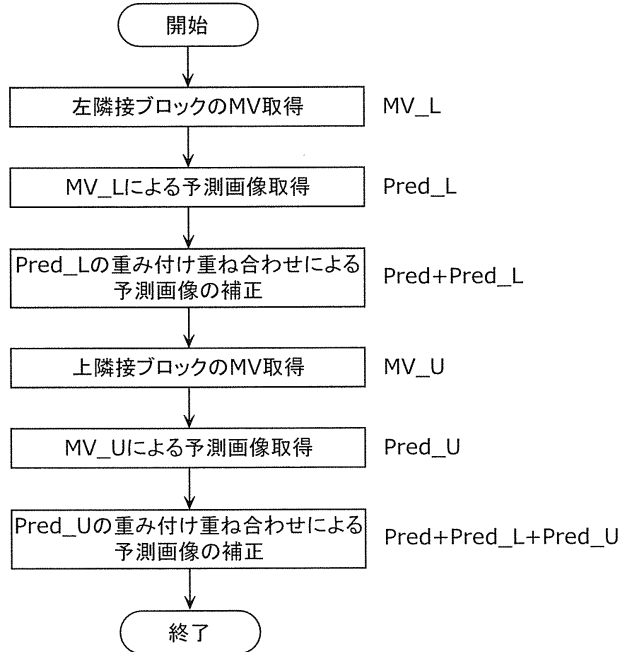 開始
左隣接ブロックのMV取得
MV_L
MV_Lによる予測画像取得
Pred_L
Pred_Lの重み付け重ね合わせによる
予測画像の補正
Pred+Pred_L
上隣接ブロックのMV取得
MV_U
MV_Uによる予測画像取得
Pred_U
Pred_Uの重み付け重ね合わせによる
予測画像の補正
Pred+Pred_L+Pred_U
終了